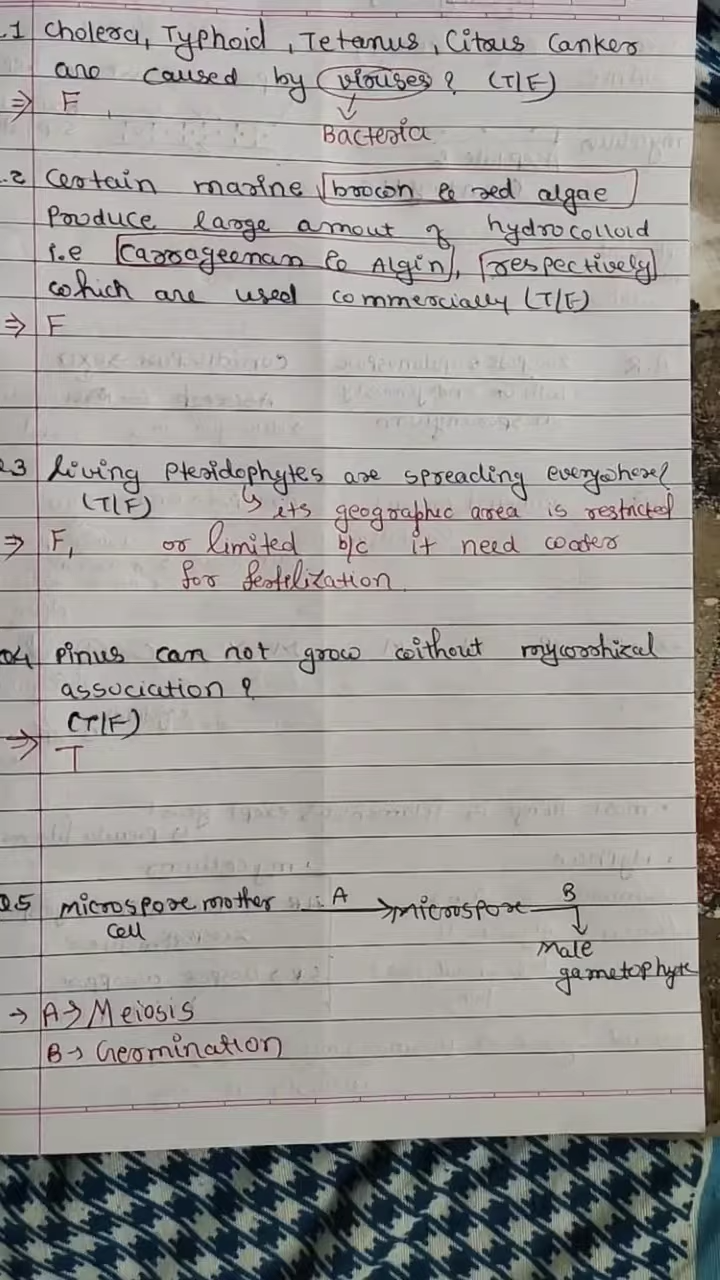 .1 Cholera, Typhoid, Tetanus, Citrus Canker
are caused by viruses? (T/F)
⇒ F
Bacteria
.2 Certain marine brown & red algae
Produce large amout of hydrocolloid
i.e Carrageenan & Algin, respectively
which are used commercially (T/F)
⇒ F
23 living pteridophytes are spreading everywhere?
(T/F) ↳ its geographic area is restricted
⇒ F, or limited b/c it need water
for fertilization.
04 Pinus can not grow without mycorrhizal
association?
(T/F)
⇒ T
25 microspore mother A → microspore B
cell
↓
Male
gametophyte
→ A → Meiosis
B → Germination